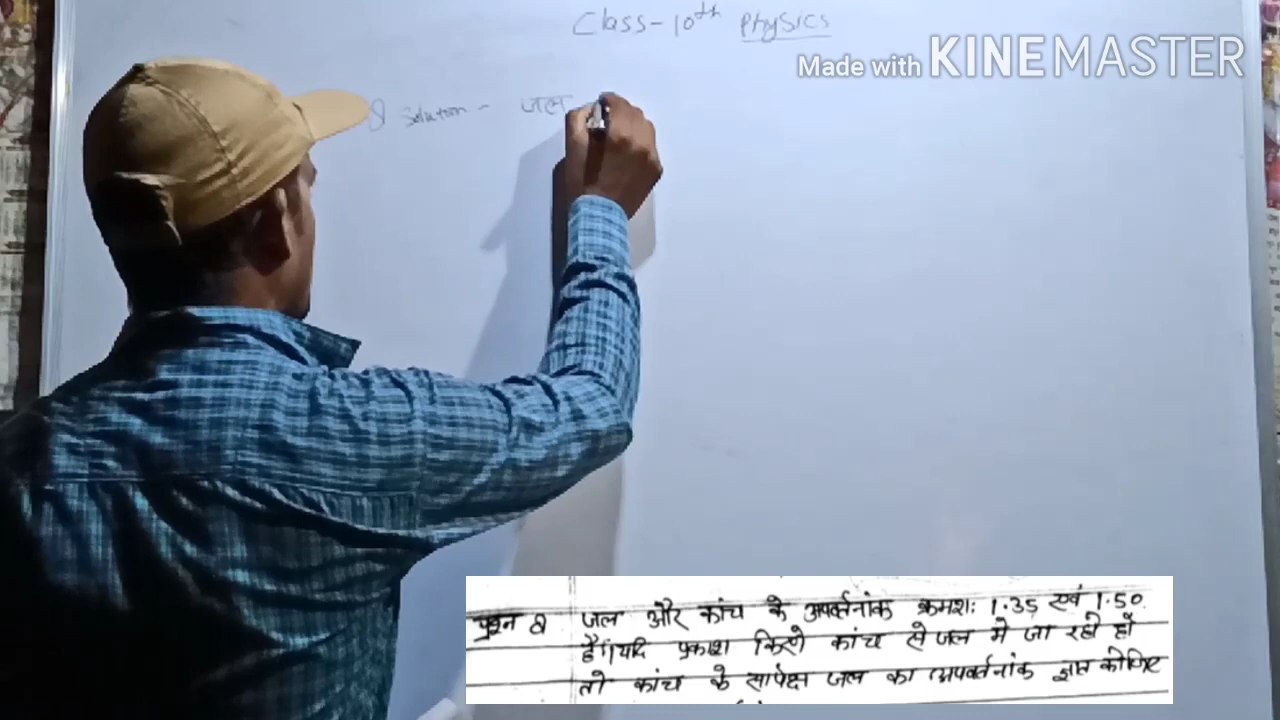 Class-10th Physics
Made with KINEMASTER
Solution - जल
प्रश्न 8 जल और कांच के अपवर्तनांक क्रमश: 1.35 एवं 1.50
है। यदि प्रकाश किसी कांच से जल मे जा रही हो
तो कांच के सापेक्ष जल का अपवर्तनांक ज्ञात कीजिए